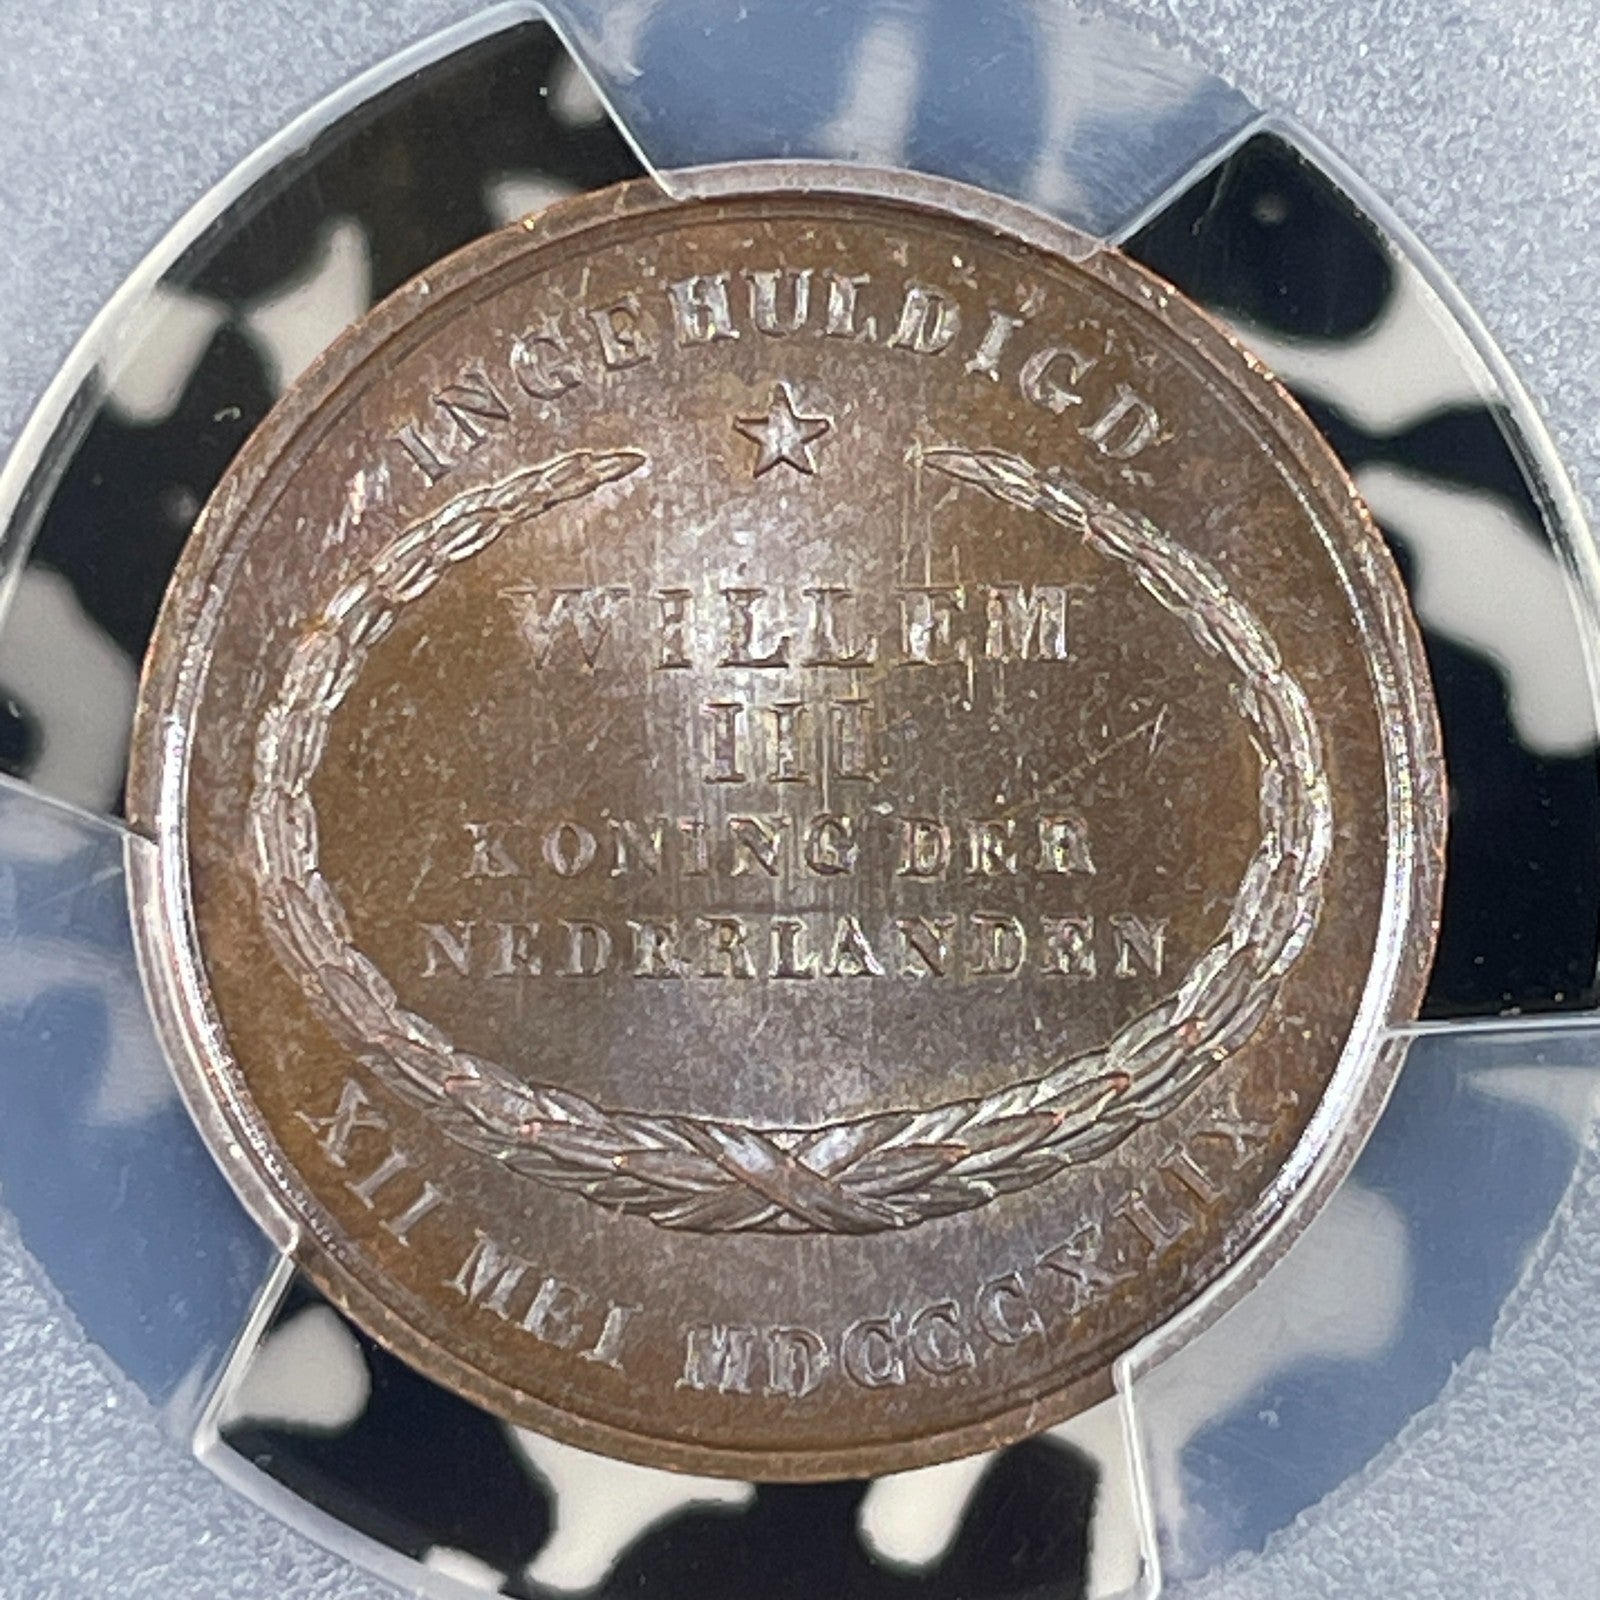 INGEHULDIGD
WILLEM
III
KONING DER
NEDERLANDEN
XII MEI MDCCCXLIX